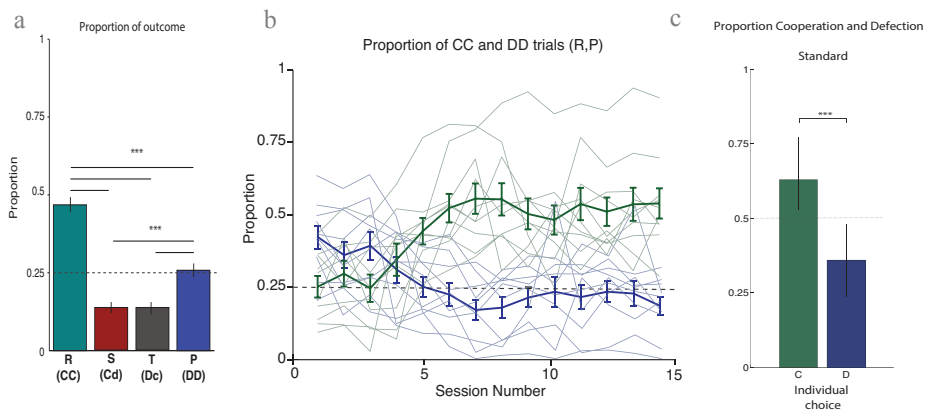 a
Proportion of outcome
1
0.75
0.5
0.25
0
Proportion
***
***
R
(CC)
S
(Cd)
T
(Dc)
P
(DD)
b
Proportion of CC and DD trials (R,P)
1
0.75
0.5
0.25
0
Proportion
0
5
10
15
Session Number
c
Proportion Cooperation and Defection
Standard
1
0.75
0.5
0.25
0
***
C
D
Individual
choice